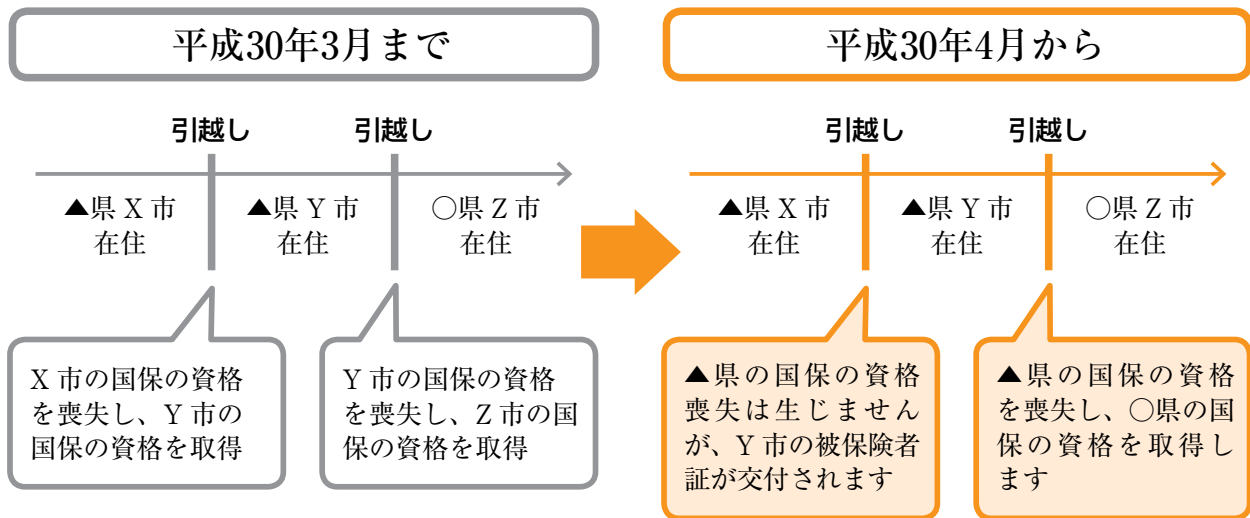 平成30年3月まで
引越し
引越し
▲県 X 市
在住
▲県 Y 市
在住
○県 Z 市
在住
X 市の国保の資格
を喪失し、Y 市の
国保の資格を取得
Y 市の国保の資格
を喪失し、Z 市の国
保の資格を取得
平成30年4月から
引越し
引越し
▲県 X 市
在住
▲県 Y 市
在住
○県 Z 市
在住
▲県の国保の資格
喪失は生じません
が、Y 市の被保険者
証が交付されます
▲県の国保の資格
を喪失し、○県の国
保の資格を取得し
ます